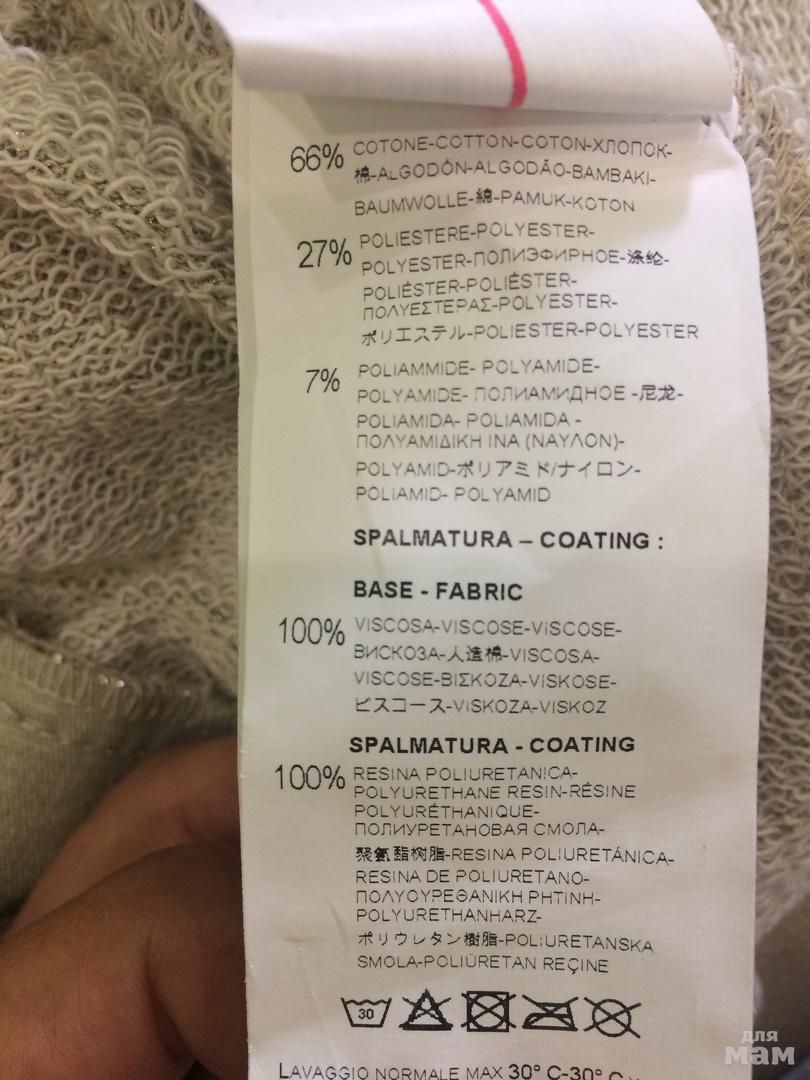 66% COTONE-COTTON-COTON-ХЛОПОК-
棉-ALGODÓN-ALGODÃO-BAMBAKI-
BAUMWOLLE-綿-PAMUK-KOTON
27% POLIESTERE-POLYESTER-
POLYESTER-ПОЛИЭФИРНОЕ-涤纶-
POLIÉSTER-POLIÉSTER-
ΠΟΛΥΕΣΤΕΡΑΣ-POLYESTER-
ポリエステル-POLIESTER-POLYESTER
7% POLIAMMIDE- POLYAMIDE-
POLYAMIDE- ПОЛИАМИДНОЕ -尼龙-
POLIAMIDA- POLIAMIDA -
ΠΟΛΥΑΜΙΔΙΚΗ ΙΝΑ (ΝΑΥΛΟΝ)-
POLYAMID-ポリアミド/ナイロン-
POLIAMID- POLYAMID
SPALMATURA – COATING :
BASE - FABRIC
100% VISCOSA-VISCOSE-ViSCOSE-
ВИСКОЗА-人造棉-VISCOSA-
VISCOSE-ΒΙΣΚΟΖΑ-ViSKOSE-
ビスコース-ViSKOZA-VISKOZ
SPALMATURA - COATING
100% RESINA POLIURETANICA-
POLYURETHANE RESIN-RÉSINE
POLYURÉTHANIQUE-
ПОЛИУРЕТАНОВАЯ СМОЛА-
聚氨酯树脂-RESINA POLIURETÁNICA-
RESINA DE POLIURETANO-
ΠΟΛΥΟΥΡΕΘΑΝΙΚΗ ΡΗΤiΝΗ-
POLYURETHANHARZ-
ポリウレタン樹脂-POLIURETANSKA
SMOLA-POLIÜRETAN REÇINE
30
LAVAGGIO NORMALE MAX 30° C-30° C
для
мам